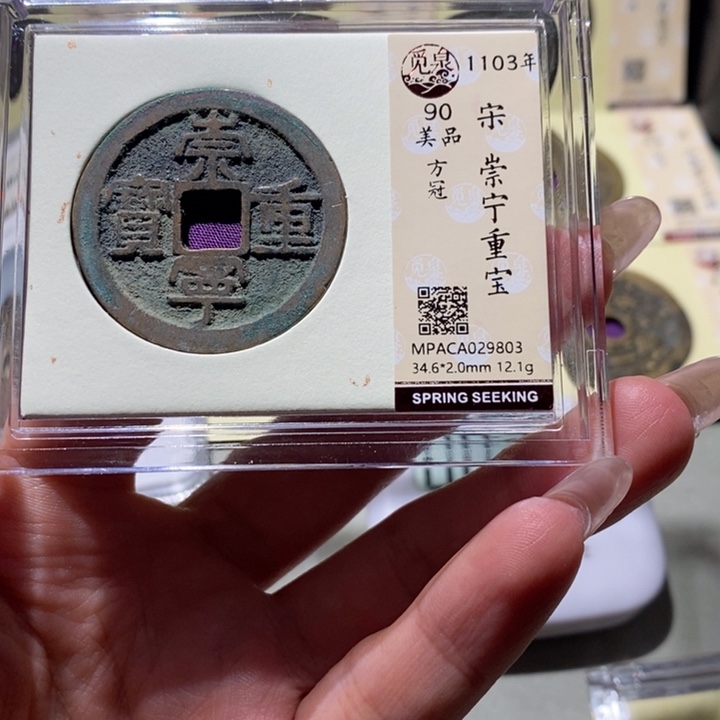 崇寧重寶
觅泉
1103年
90
美品
方冠
宋 崇宁重宝
MPACA029803
34.6*2.0mm 12.1g
SPRING SEEKING